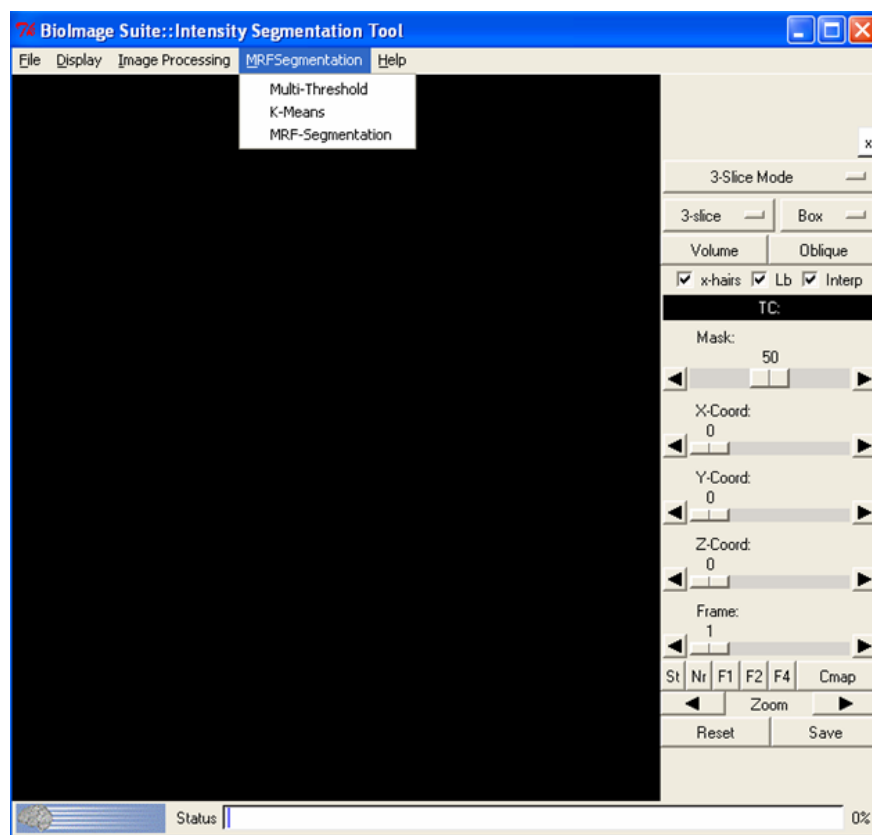 BioImage Suite::Intensity Segmentation Tool
File Display Image Processing MRFSegmentation Help
Multi-Threshold
K-Means
MRF-Segmentation
x
3-Slice Mode
3-slice Box
Volume Oblique
x-hairs Lb Interp
TC:
Mask:
50
X-Coord:
0
Y-Coord:
0
Z-Coord:
0
Frame:
1
St Nr F1 F2 F4 Cmap
Zoom
Reset Save
Status 0%